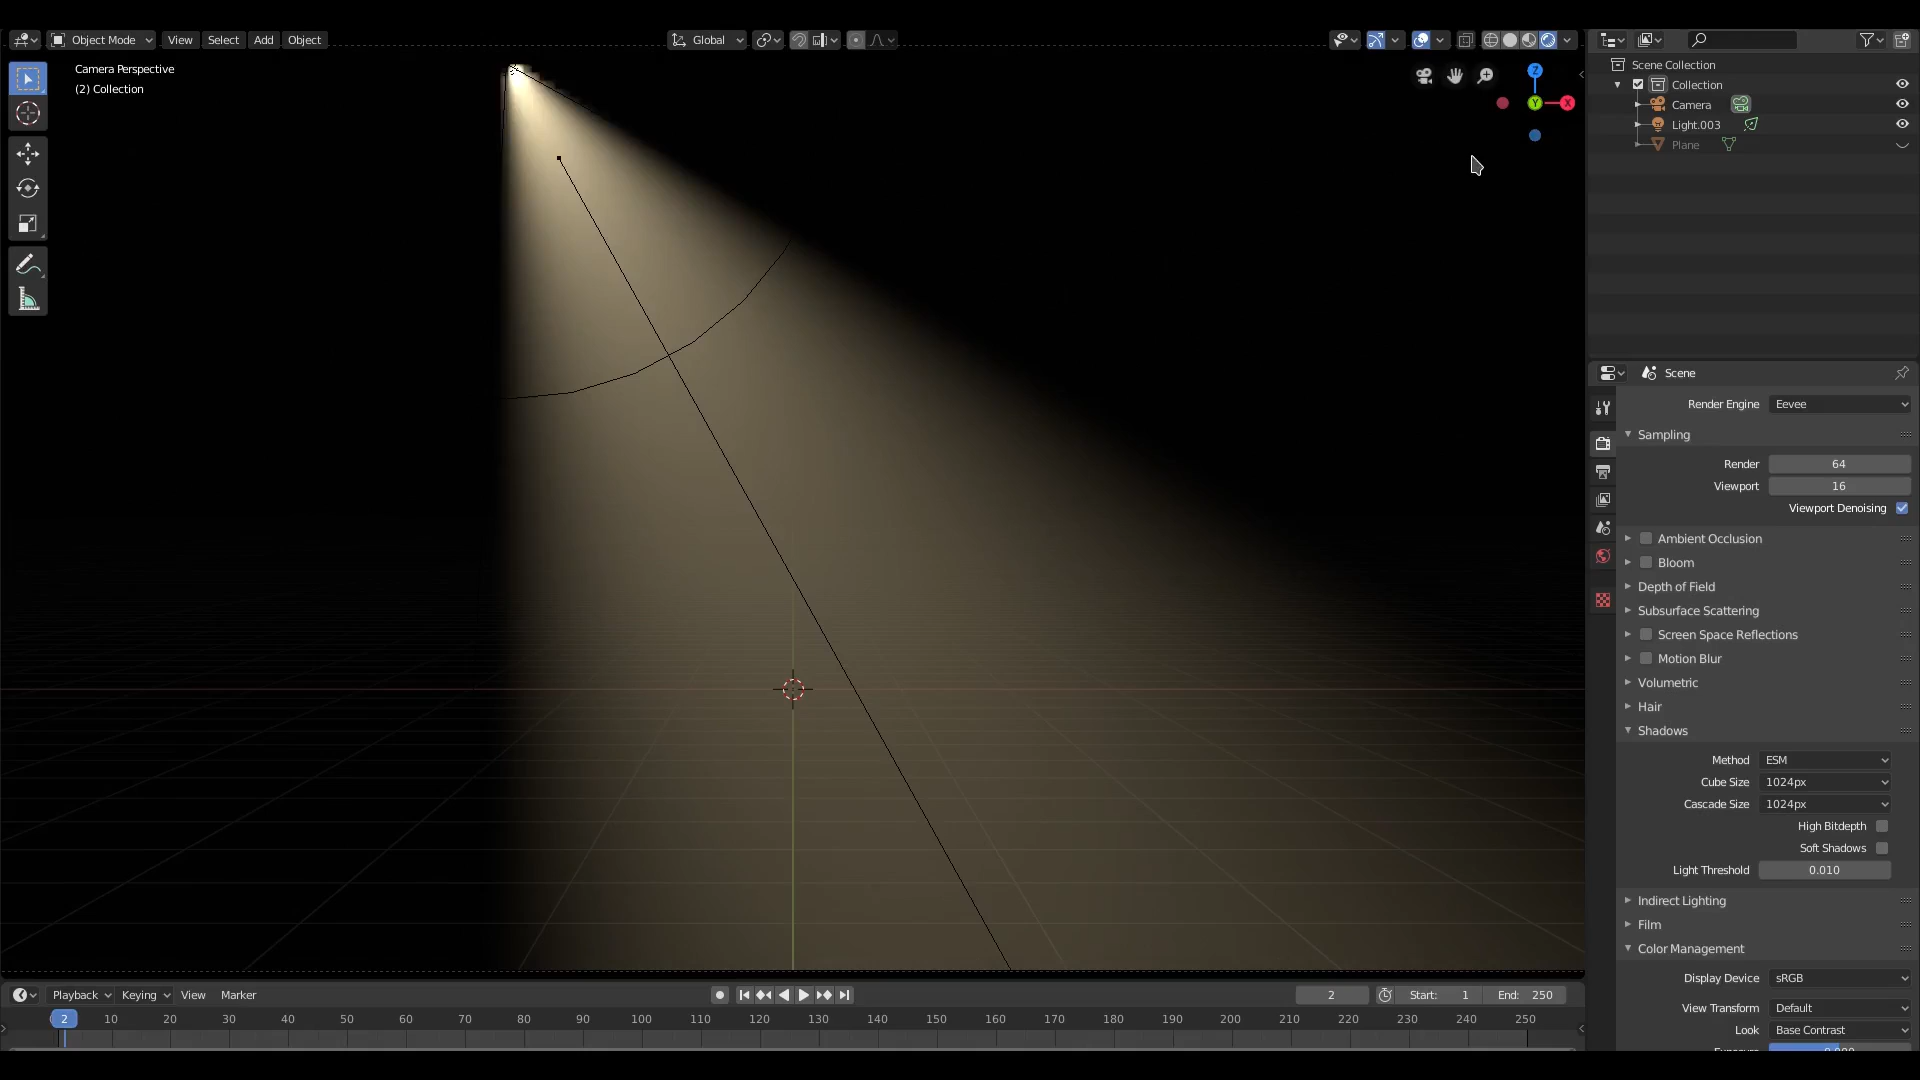 Object Mode View Select Add Object Global
Camera Perspective
(2) Collection
Z
Y X
Scene Collection
Collection
Camera
Light.003
Plane
Scene
Render Engine Eevee
Sampling
Render 64
Viewport 16
Viewport Denoising
Ambient Occlusion
Bloom
Depth of Field
Subsurface Scattering
Screen Space Reflections
Motion Blur
Volumetric
Hair
Shadows
Method ESM
Cube Size 1024px
Cascade Size 1024px
High Bitdepth
Soft Shadows
Light Threshold 0.010
Indirect Lighting
Film
Color Management
Display Device sRGB
View Transform Default
Look Base Contrast
Playback Keying View Marker 2 Start: 1 End: 250
2 10 20 30 40 50 60 70 80 90 100 110 120 130 140 150 160 170 180 190 200 210 220 230 240 250